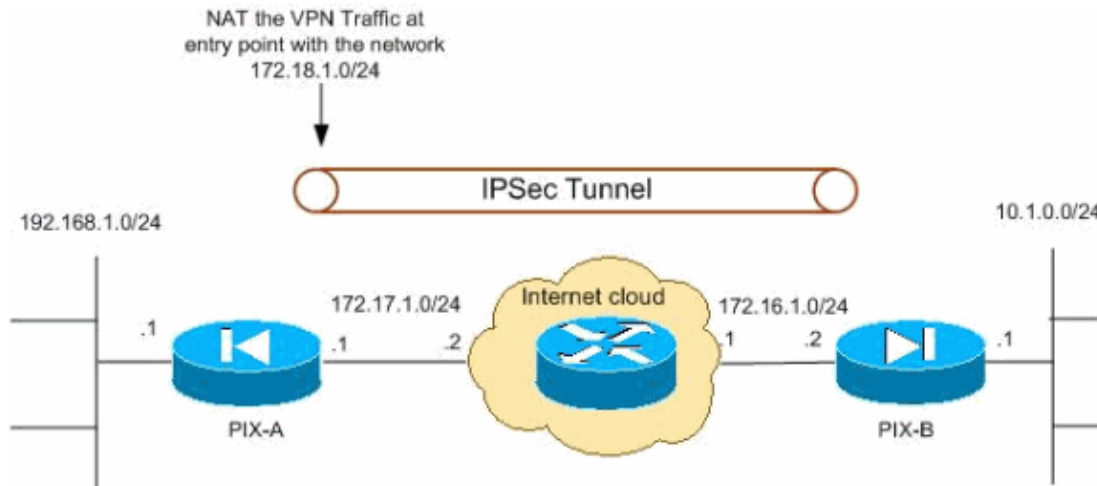 NAT the VPN Traffic at
entry point with the network
172.18.1.0/24
IPSec Tunnel
192.168.1.0/24
10.1.0.0/24
172.17.1.0/24
Internet cloud
172.16.1.0/24
.1
.1
.2
.1
.2
.1
PIX-A
PIX-B